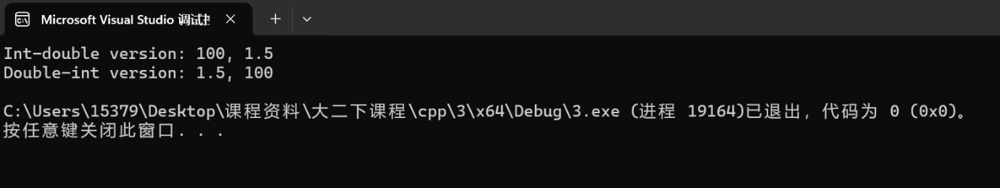 Microsoft Visual Studio 调试
Int-double version: 100, 1.5
Double-int version: 1.5, 100
C:\Users\15379\Desktop\课程资料\大二下课程\cpp\3\x64\Debug\3.exe (进程 19164)已退出，代码为 0 (0x0)。
按任意键关闭此窗口. . .